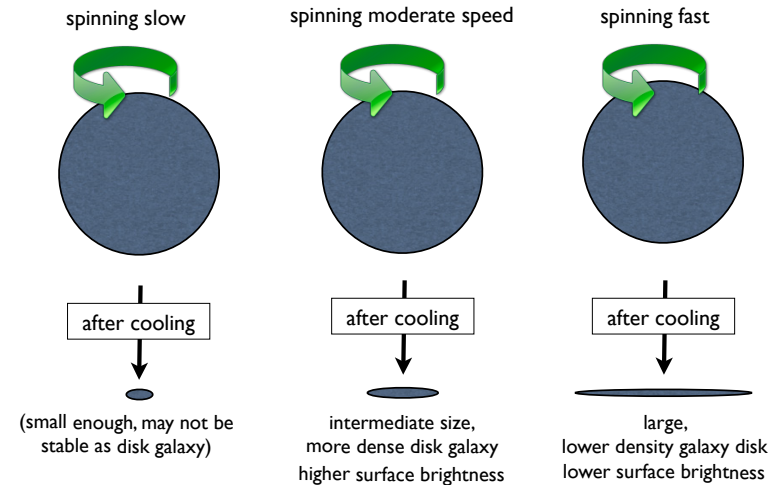 spinning slow
spinning moderate speed
spinning fast
after cooling
after cooling
after cooling
(small enough, may not be
stable as disk galaxy)
intermediate size,
more dense disk galaxy
higher surface brightness
large,
lower density galaxy disk
lower surface brightness